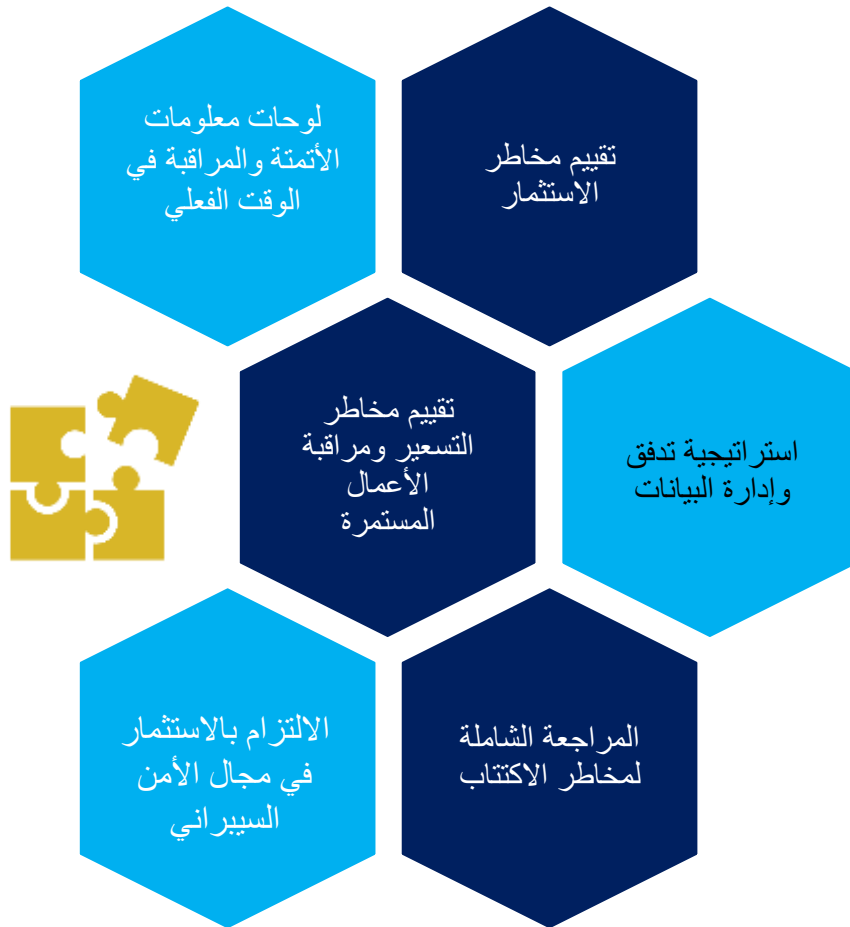 تقييم مخاطر
الاستثمار
لوحات معلومات
الأتمتة والمراقبة في
الوقت الفعلي
استراتيجية تدفق
وإدارة البيانات
تقييم مخاطر
التسعير ومراقبة
الأعمال
المستمرة
المراجعة الشاملة
لمخاطر الاكتتاب
الالتزام بالاستثمار
في مجال الأمن
السيبراني